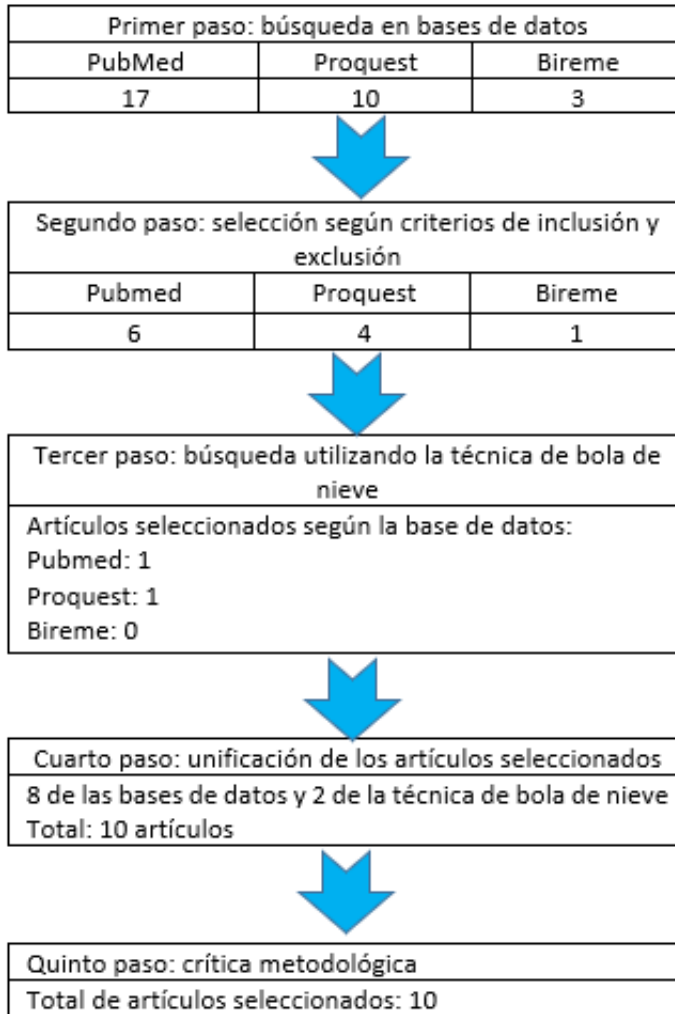 Primer paso: búsqueda en bases de datos
PubMed Proquest Bireme
17 10 3
Segundo paso: selección según criterios de inclusión y
exclusión
Pubmed Proquest Bireme
6 4 1
Tercer paso: búsqueda utilizando la técnica de bola de
nieve
Artículos seleccionados según la base de datos:
Pubmed: 1
Proquest: 1
Bireme: 0
Cuarto paso: unificación de los artículos seleccionados
8 de las bases de datos y 2 de la técnica de bola de nieve
Total: 10 artículos
Quinto paso: crítica metodológica
Total de artículos seleccionados: 10